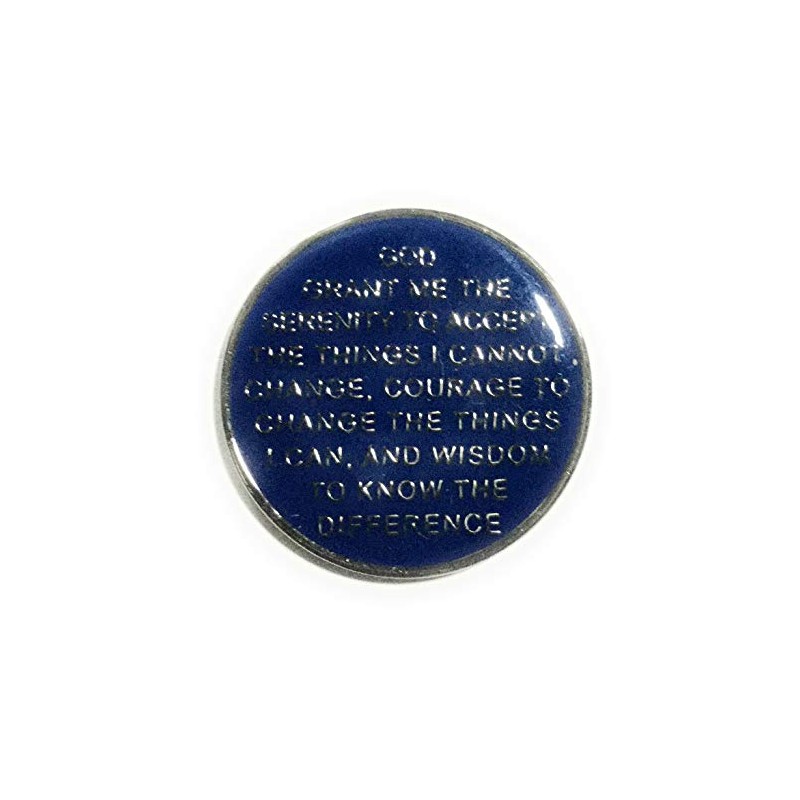 GOD
GRANT ME THE
SERENITY TO ACCEPT
THE THINGS I CANNOT
CHANGE, COURAGE TO
CHANGE THE THINGS
I CAN, AND WISDOM
TO KNOW THE
DIFFERENCE